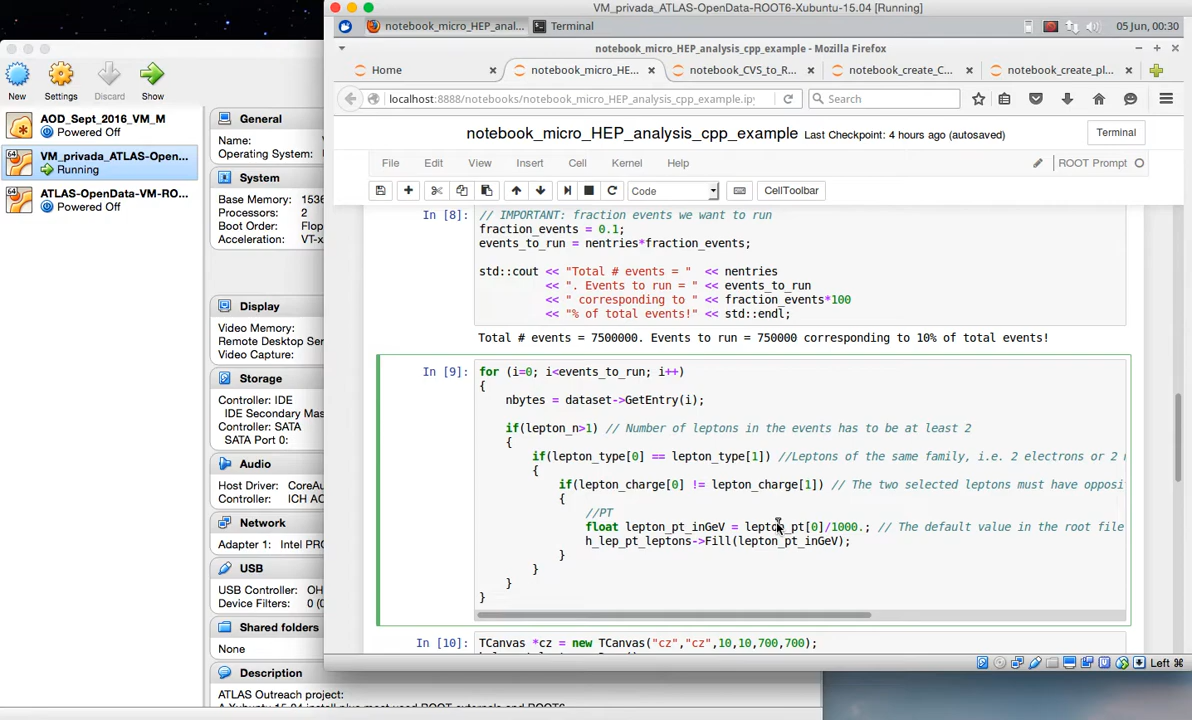 VM_privada_ATLAS-OpenData-ROOT6-Xubuntu-15.04 [Running]
notebook_micro_HEP_anal...
Terminal
05 Jun, 00:30
notebook_micro_HEP_analysis_cpp_example - Mozilla Firefox
Home
notebook_micro_HE...
notebook_CVS_to_R...
notebook_create_C...
notebook_create_pl...
localhost:8888/notebooks/notebook_micro_HEP_analysis_cpp_example.ipy
Search
notebook_micro_HEP_analysis_cpp_example Last Checkpoint: 4 hours ago (autosaved)
Terminal
File Edit View Insert Cell Kernel Help
ROOT Prompt
Code
CellToolbar
In [8]:
// IMPORTANT: fraction events we want to run
fraction_events = 0.1;
events_to_run = nentries*fraction_events;
std::cout << "Total # events = " << nentries
<< ". Events to run = " << events_to_run
<< " corresponding to " << fraction_events*100
<< "% of total events!" << std::endl;
Total # events = 7500000. Events to run = 750000 corresponding to 10% of total events!
In [9]:
for (i=0; i<events_to_run; i++)
{
nbytes = dataset->GetEntry(i);
if(lepton_n>1) // Number of leptons in the events has to be at least 2
{
if(lepton_type[0] == lepton_type[1]) //Leptons of the same family, i.e. 2 electrons or 2
{
if(lepton_charge[0] != lepton_charge[1]) // The two selected leptons must have opposi
{
//PT
float lepton_pt_inGeV = lepton_pt[0]/1000.; // The default value in the root file
h_lep_pt_leptons->Fill(lepton_pt_inGeV);
}
}
}
}
In [10]:
TCanvas *cz = new TCanvas("cz","cz",10,10,700,700);
Left ⌘
New
Settings
Discard
Show
AOD_Sept_2016_VM_M
Powered Off
VM_privada_ATLAS-Open...
Running
ATLAS-OpenData-VM-RO...
Powered Off
General
Name:
Operating System:
System
Base Memory: 1536
Processors: 2
Boot Order: Flop
Acceleration: VT-x
Display
Video Memory:
Remote Desktop Ser
Video Capture:
Storage
Controller: IDE
IDE Secondary Mas
Controller: SATA
SATA Port 0:
Audio
Host Driver: CoreAu
Controller: ICH AC
Network
Adapter 1: Intel PRO
USB
USB Controller: OH
Device Filters: 0 (0
Shared folders
None
Description
ATLAS Outreach project: